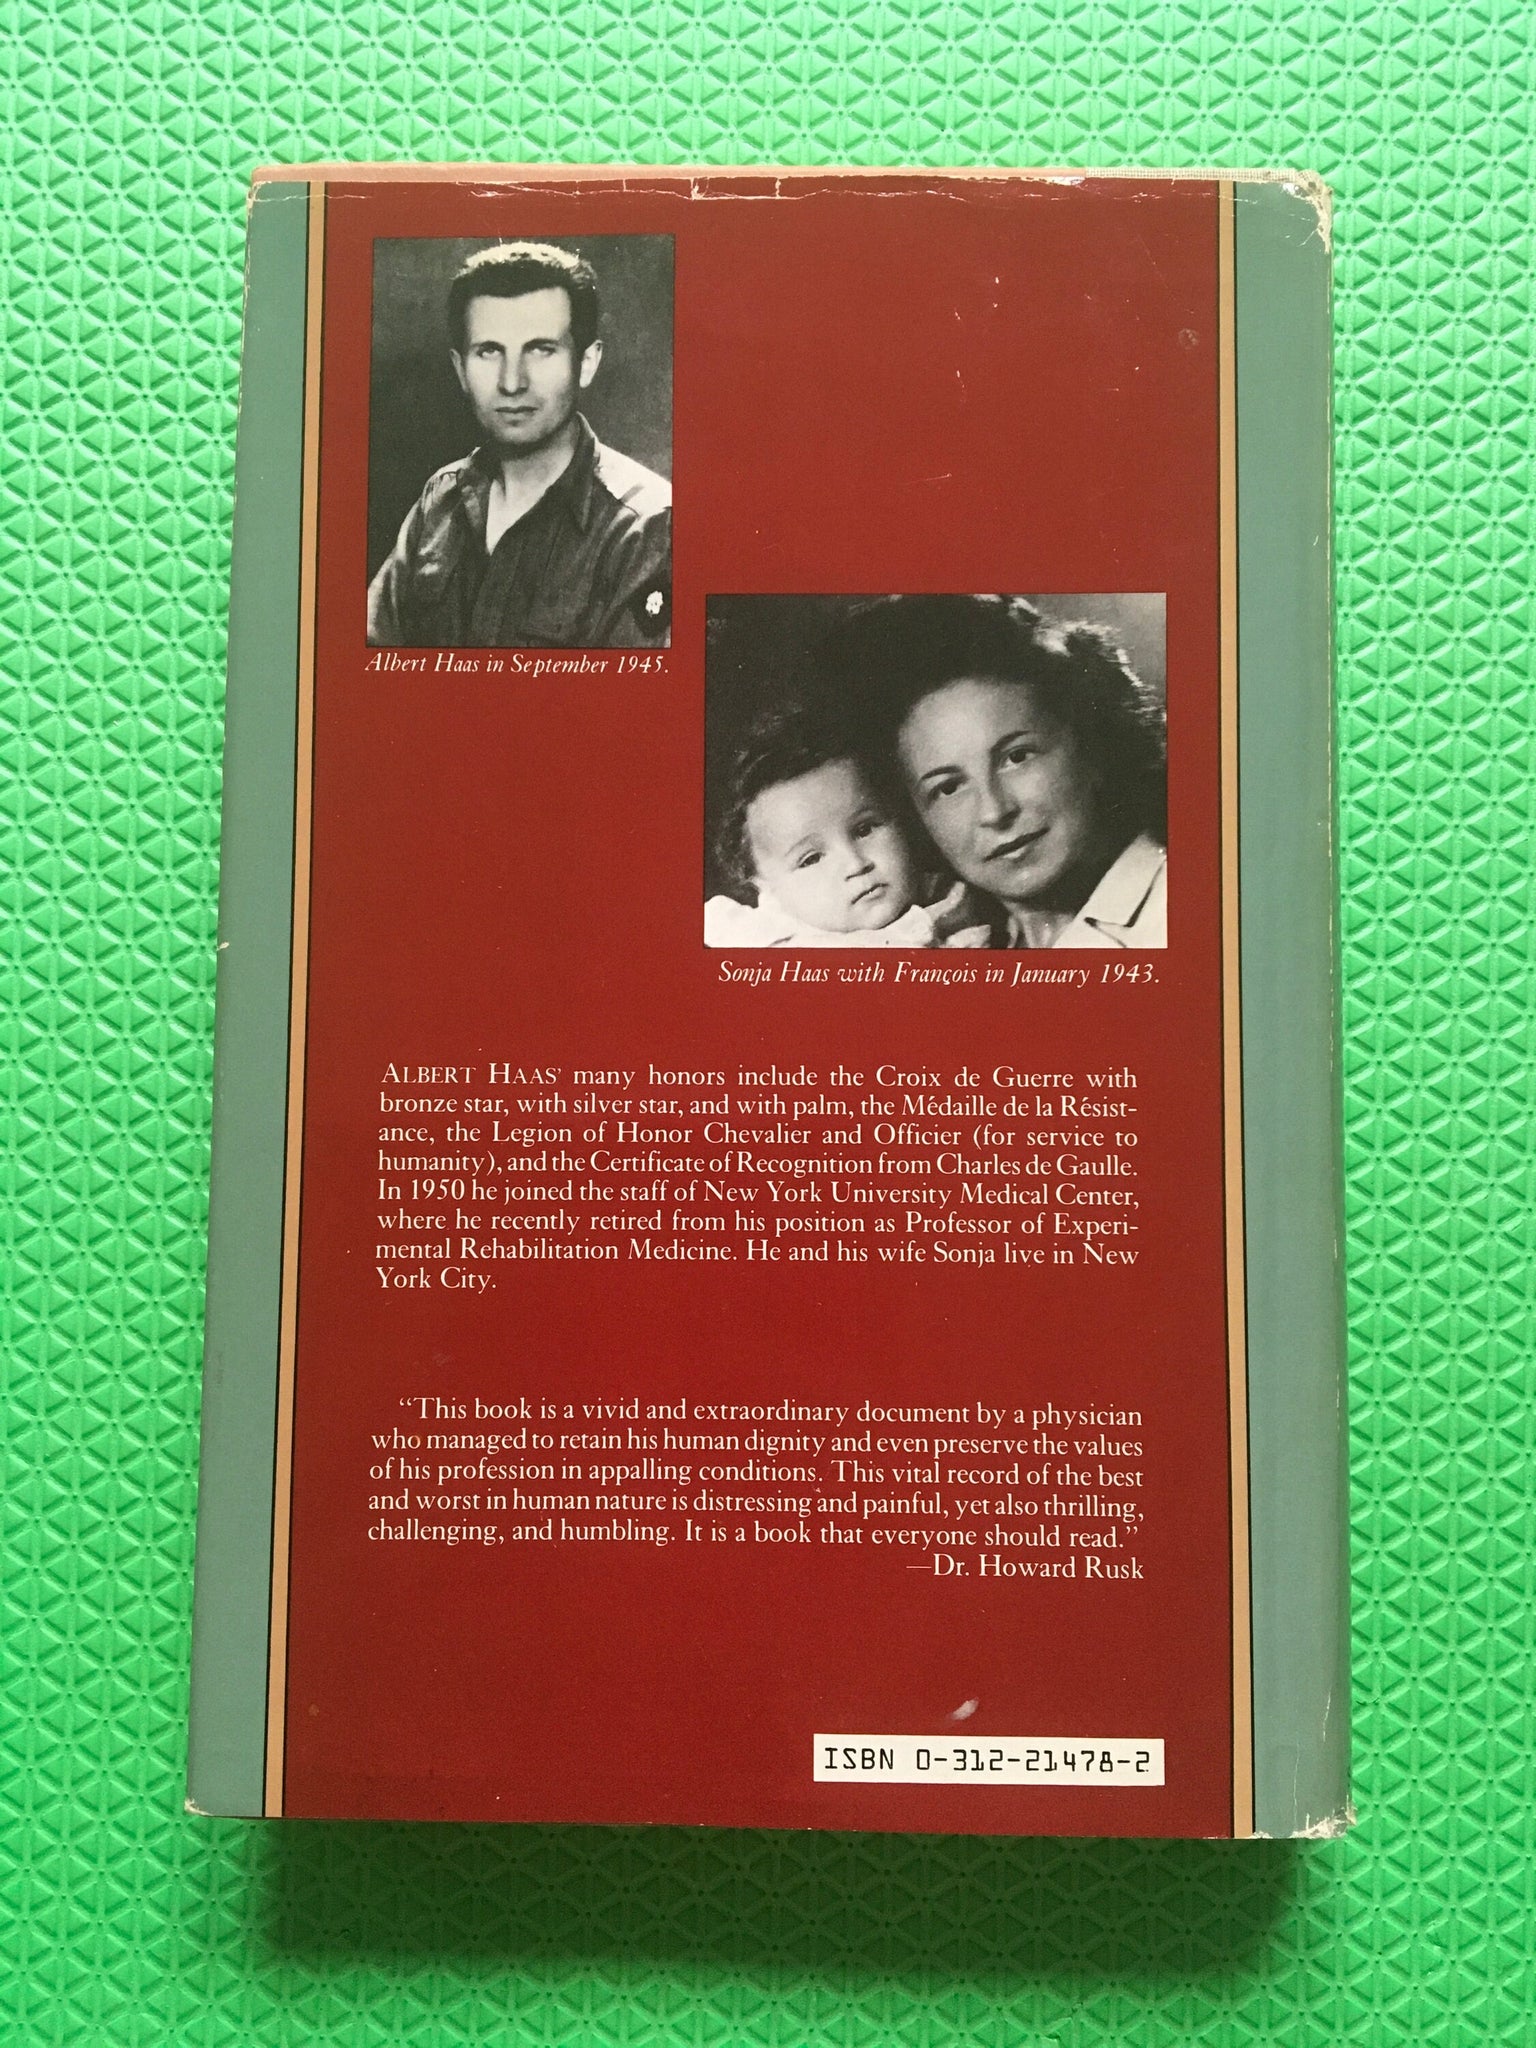 Albert Haas in September 1945.
Sonja Haas with François in January 1943.
ALBERT HAAS' many honors include the Croix de Guerre with
bronze star, with silver star, and with palm, the Médaille de la Résist-
ance, the Legion of Honor Chevalier and Officier (for service to
humanity), and the Certificate of Recognition from Charles de Gaulle.
In 1950 he joined the staff of New York University Medical Center,
where he recently retired from his position as Professor of Experi-
mental Rehabilitation Medicine. He and his wife Sonja live in New
York City.
“This book is a vivid and extraordinary document by a physician
who managed to retain his human dignity and even preserve the values
of his profession in appalling conditions. This vital record of the best
and worst in human nature is distressing and painful, yet also thrilling,
challenging, and humbling. It is a book that everyone should read.”
—Dr. Howard Rusk
ISBN 0-312-21478-2